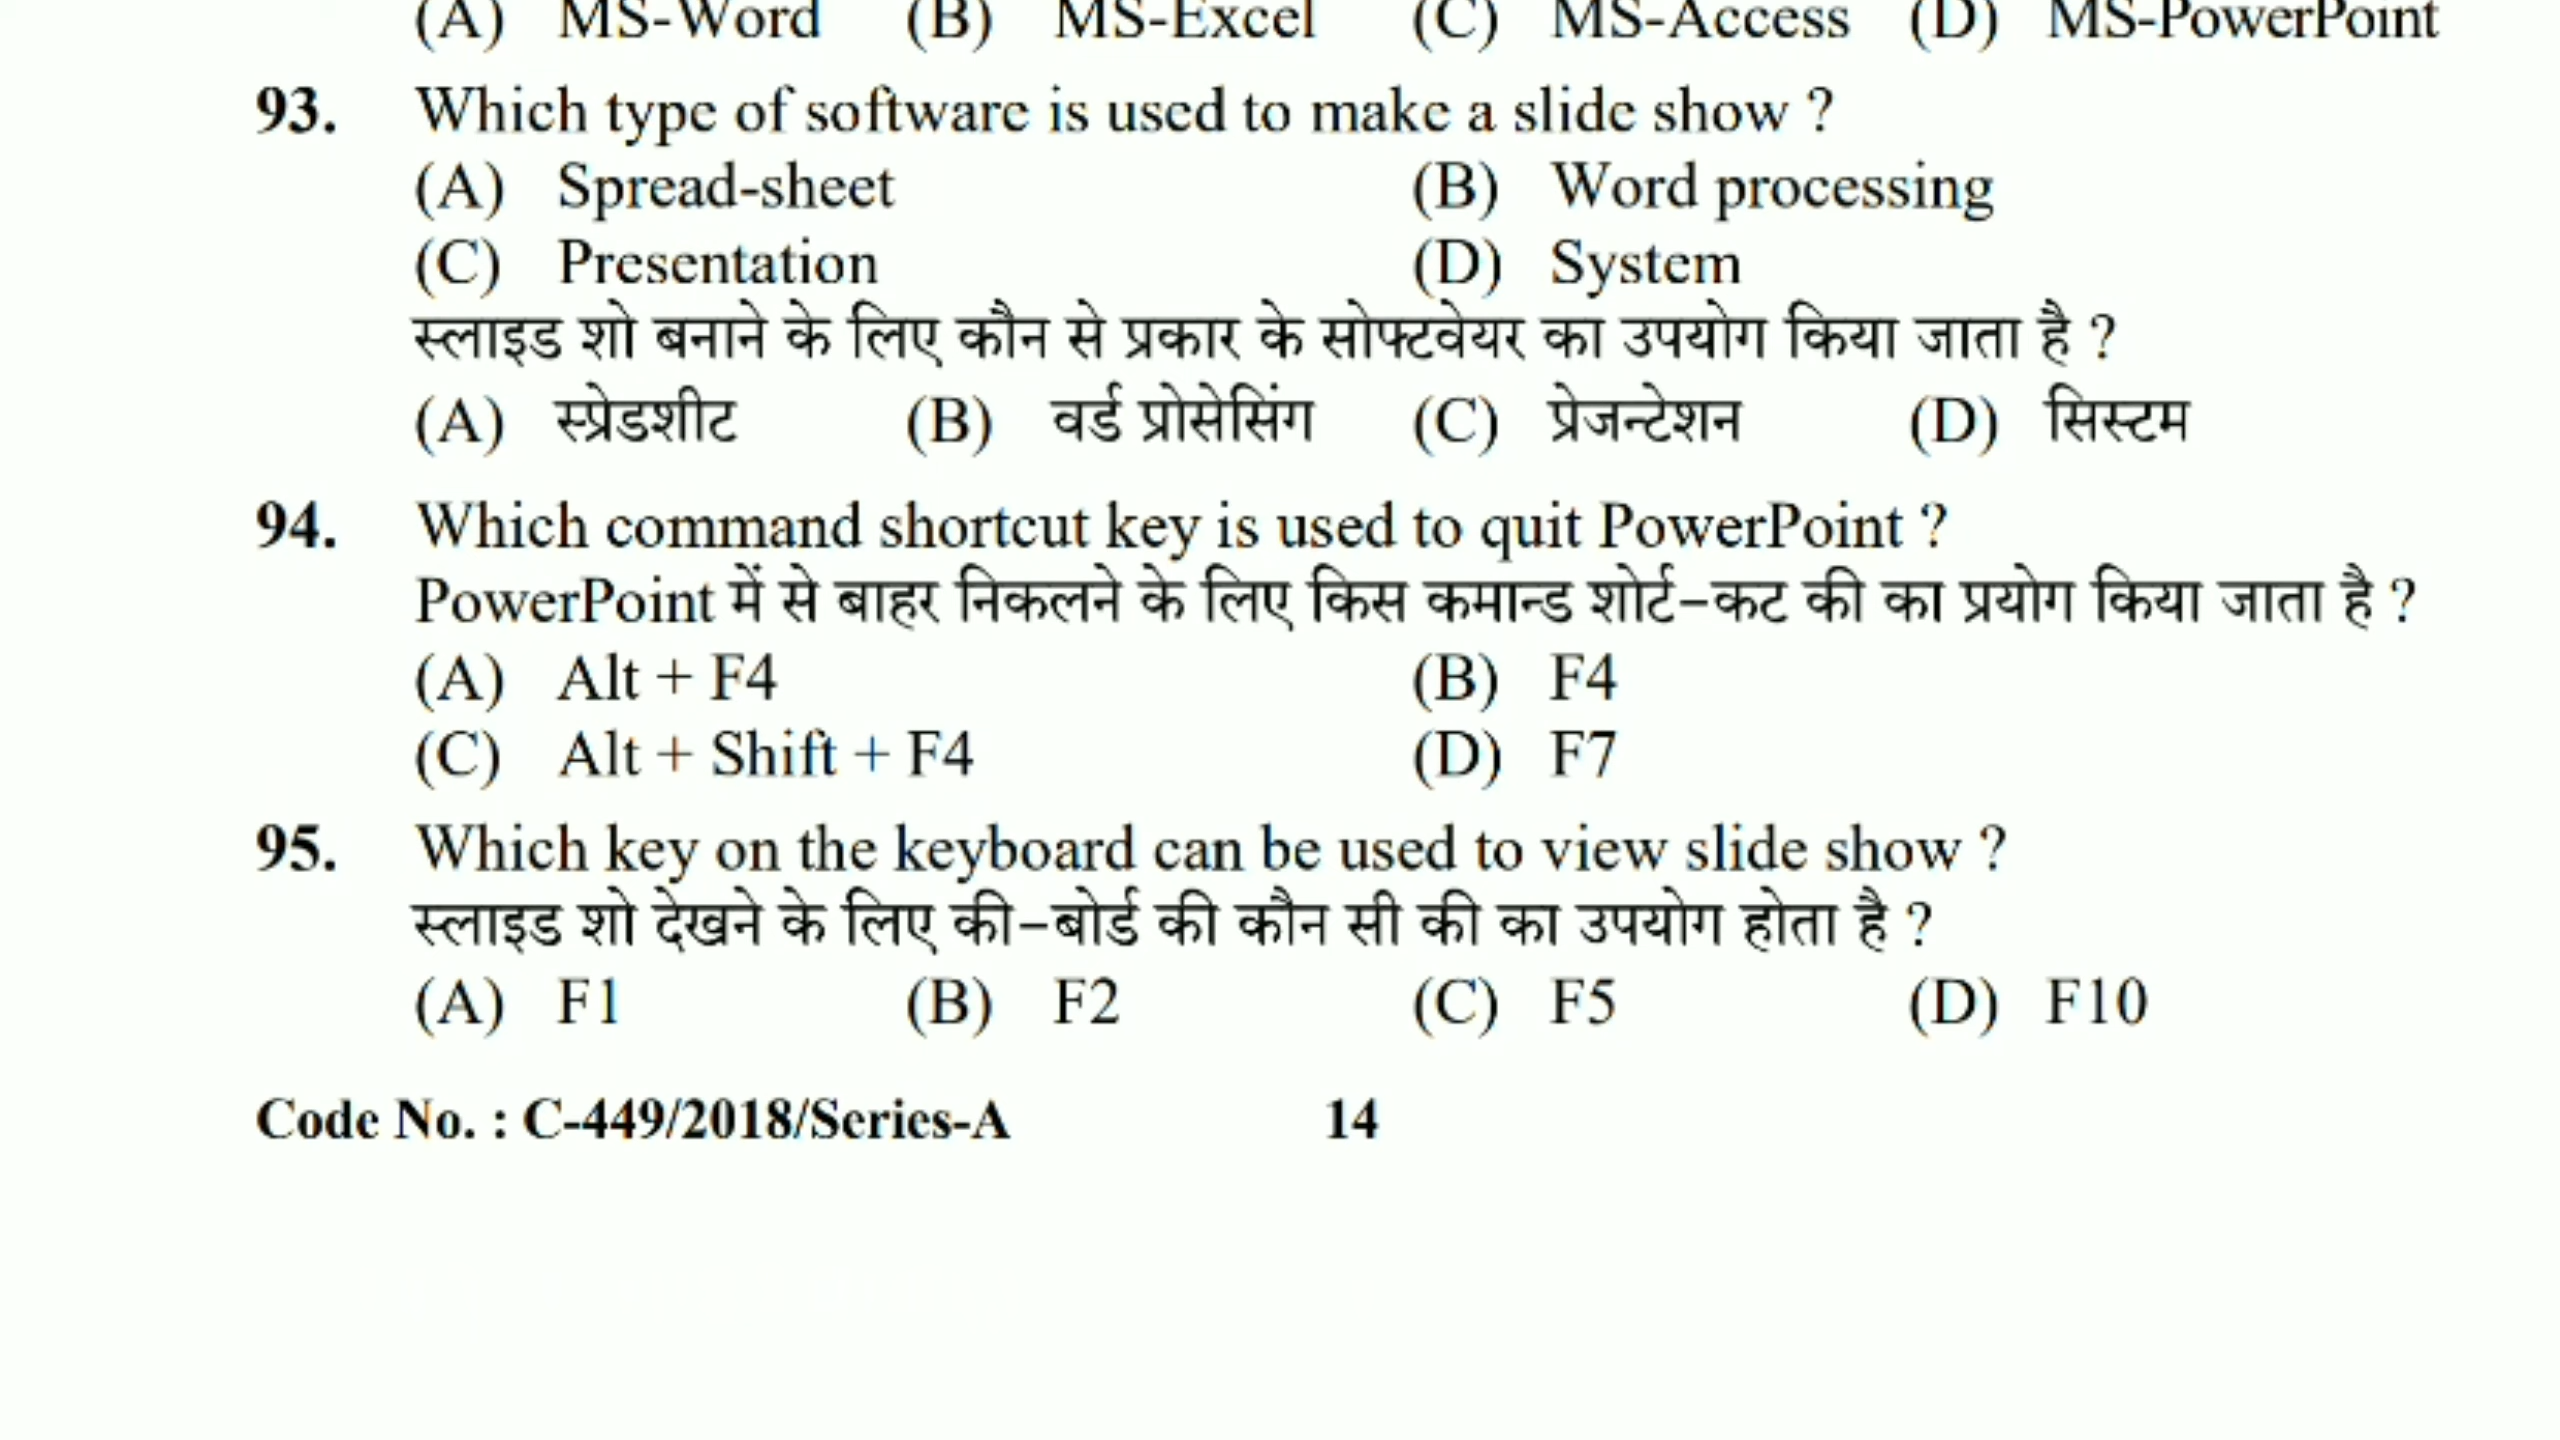 (A) MS-Word (B) MS-Excel (C) MS-Access (D) MS-PowerPoint
93. Which type of software is used to make a slide show ?
(A) Spread-sheet (B) Word processing
(C) Presentation (D) System
स्लाइड शो बनाने के लिए कौन से प्रकार के सोफ्टवेयर का उपयोग किया जाता है ?
(A) स्प्रेडशीट (B) वर्ड प्रोसेसिंग (C) प्रेजन्टेशन (D) सिस्टम
94. Which command shortcut key is used to quit PowerPoint ?
PowerPoint में से बाहर निकलने के लिए किस कमान्ड शोर्ट-कट की का प्रयोग किया जाता है ?
(A) Alt + F4 (B) F4
(C) Alt + Shift + F4 (D) F7
95. Which key on the keyboard can be used to view slide show ?
स्लाइड शो देखने के लिए की-बोर्ड की कौन सी की का उपयोग होता है ?
(A) F1 (B) F2 (C) F5 (D) F10
Code No. : C-449/2018/Series-A 14